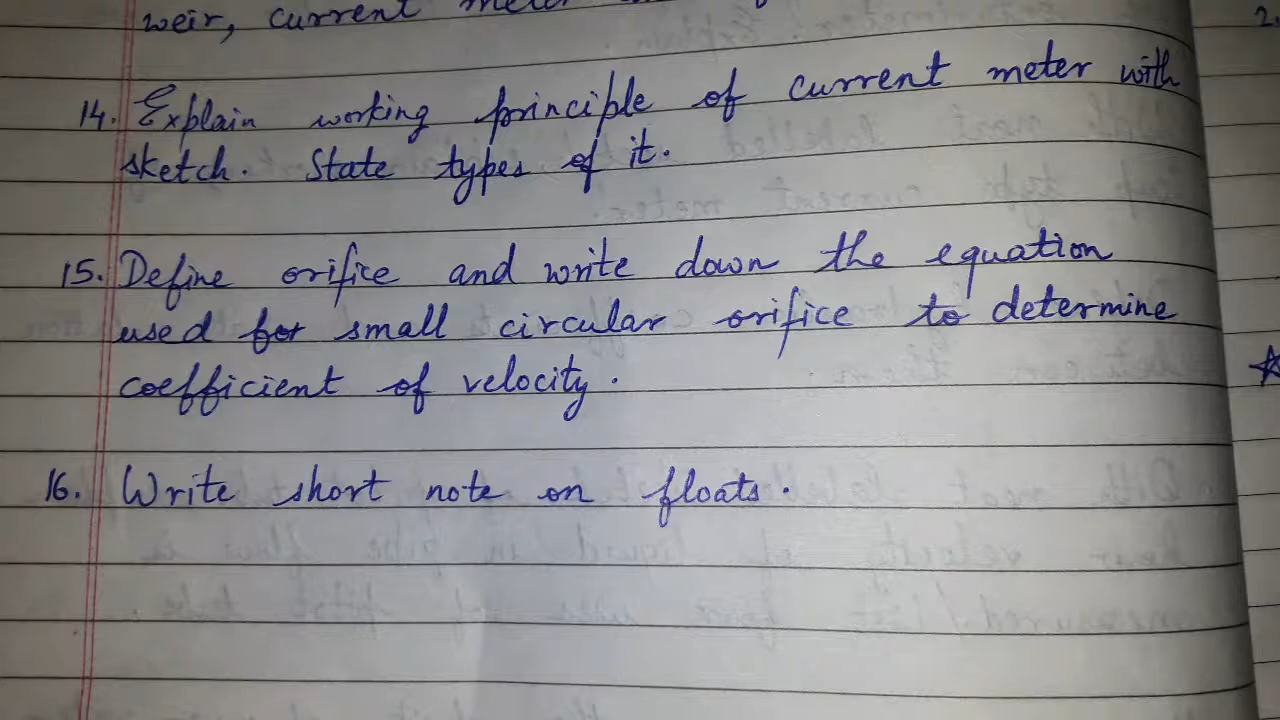 weir, current meter
14. Explain working principle of current meter with
sketch. State types of it.
15. Define orifice and write down the equation
used for small circular orifice to determine
coefficient of velocity.
16. Write short note on floats.
2.